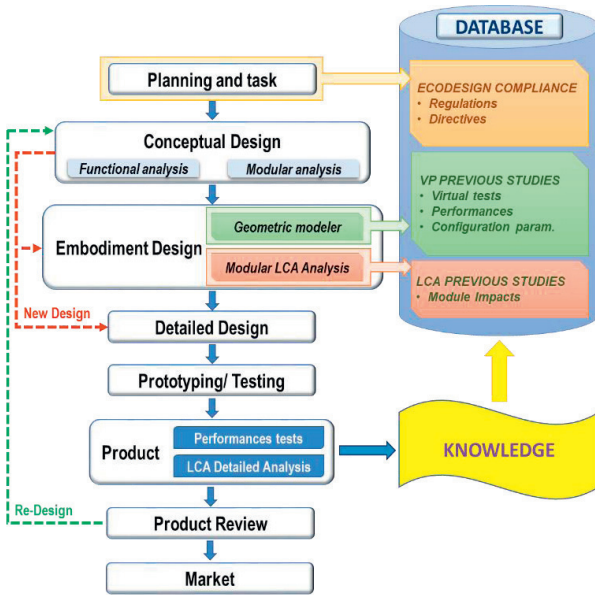 DATABASE
Planning and task
ECODESIGN COMPLIANCE
• Regulations
• Directives
Conceptual Design
Functional analysis
Modular analysis
VP PREVIOUS STUDIES
• Virtual tests
• Performances
• Configuration param.
Geometric modeler
Embodiment Design
Modular LCA Analysis
LCA PREVIOUS STUDIES
• Module Impacts
New Design
Detailed Design
Prototyping/ Testing
Performances tests
Product
LCA Detailed Analysis
KNOWLEDGE
Re-Design
Product Review
Market